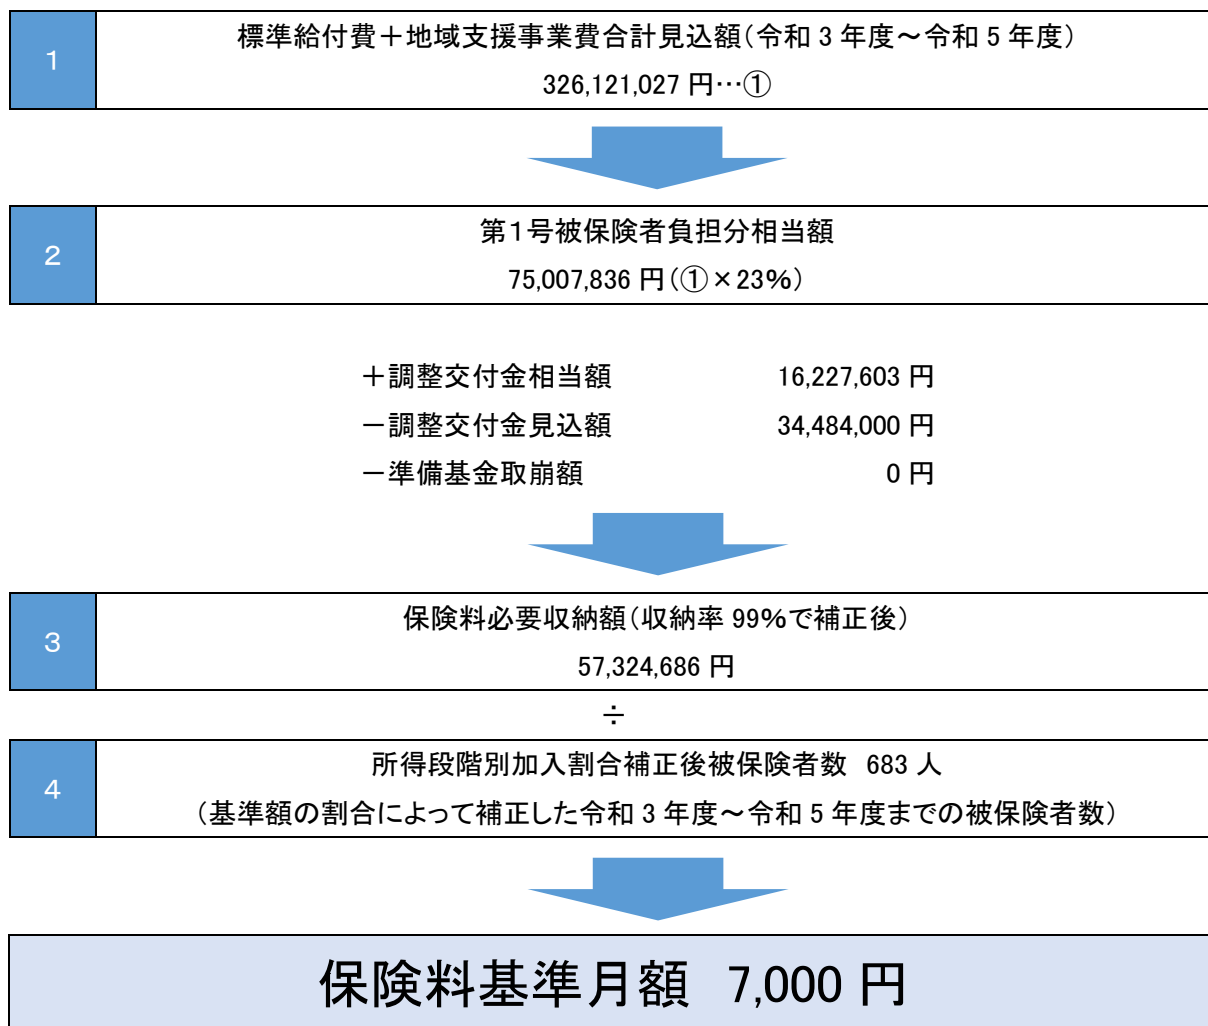 1
標準給付費＋地域支援事業費合計見込額（令和 3 年度～令和 5 年度）
326,121,027 円…①
2
第１号被保険者負担分相当額
75,007,836 円（①×23%）
＋調整交付金相当額 16,227,603 円
－調整交付金見込額 34,484,000 円
－準備基金取崩額 0 円
3
保険料必要収納額（収納率 99%で補正後）
57,324,686 円
÷
4
所得段階別加入割合補正後被保険者数 683 人
（基準額の割合によって補正した令和 3 年度～令和 5 年度までの被保険者数）
保険料基準月額 7,000 円